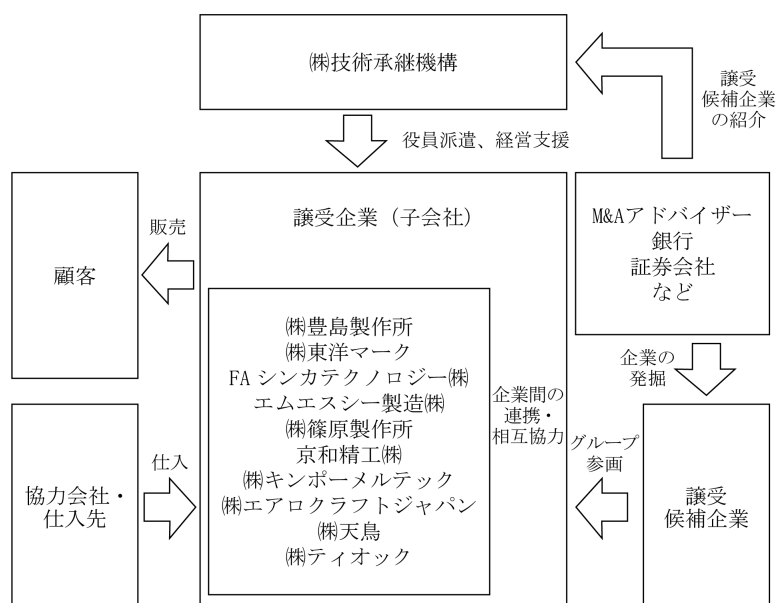 ㈱技術承継機構
譲受
候補企業
の紹介
役員派遣、経営支援
譲受企業（子会社）
M&Aアドバイザー
銀行
証券会社
など
販売
顧客
㈱豊島製作所
㈱東洋マーク
FA シンカテクノロジー㈱
エムエスシー製造㈱
㈱篠原製作所
京和精工㈱
㈱キンポーメルテック
㈱エアロクラフトジャパン
㈱天鳥
㈱ティオック
企業間の
連携・
相互協力
企業の
発掘
グループ
参画
仕入
協力会社・
仕入先
譲受
候補企業